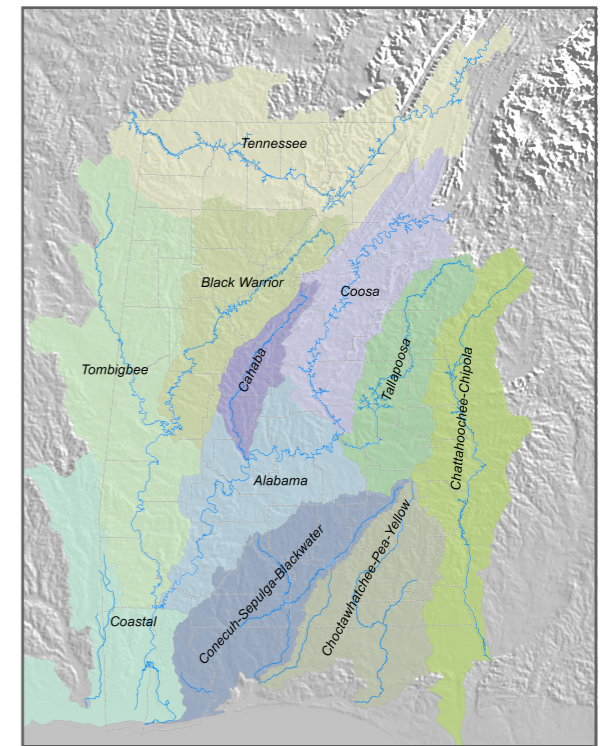 Tennessee
Black Warrior
Coosa
Cahaba
Tallapoosa
Tombigbee
Chattahoochee-Chipola
Alabama
Conecuh-Sepulga-Blackwater
Choctawhatchee-Pea-Yellow
Coastal